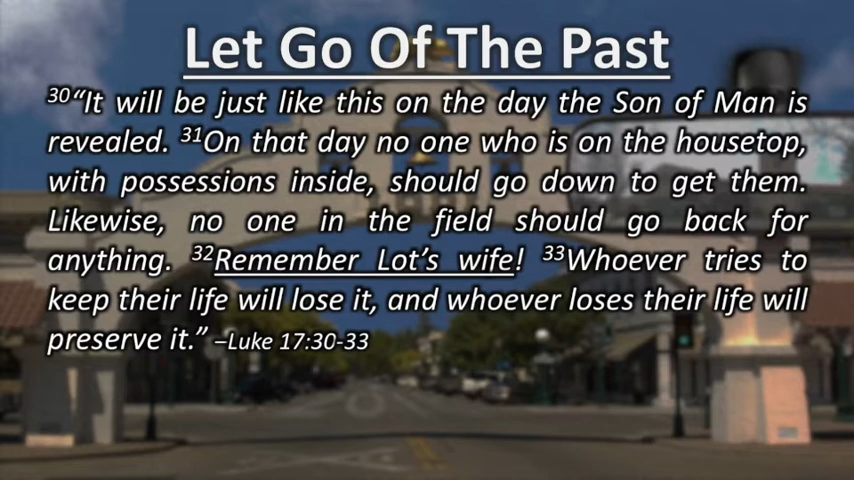 Let Go Of The Past
30“It will be just like this on the day the Son of Man is
revealed. 31On that day no one who is on the housetop,
with possessions inside, should go down to get them.
Likewise, no one in the field should go back for
anything. 32Remember Lot’s wife! 33Whoever tries to
keep their life will lose it, and whoever loses their life will
preserve it.” –Luke 17:30-33